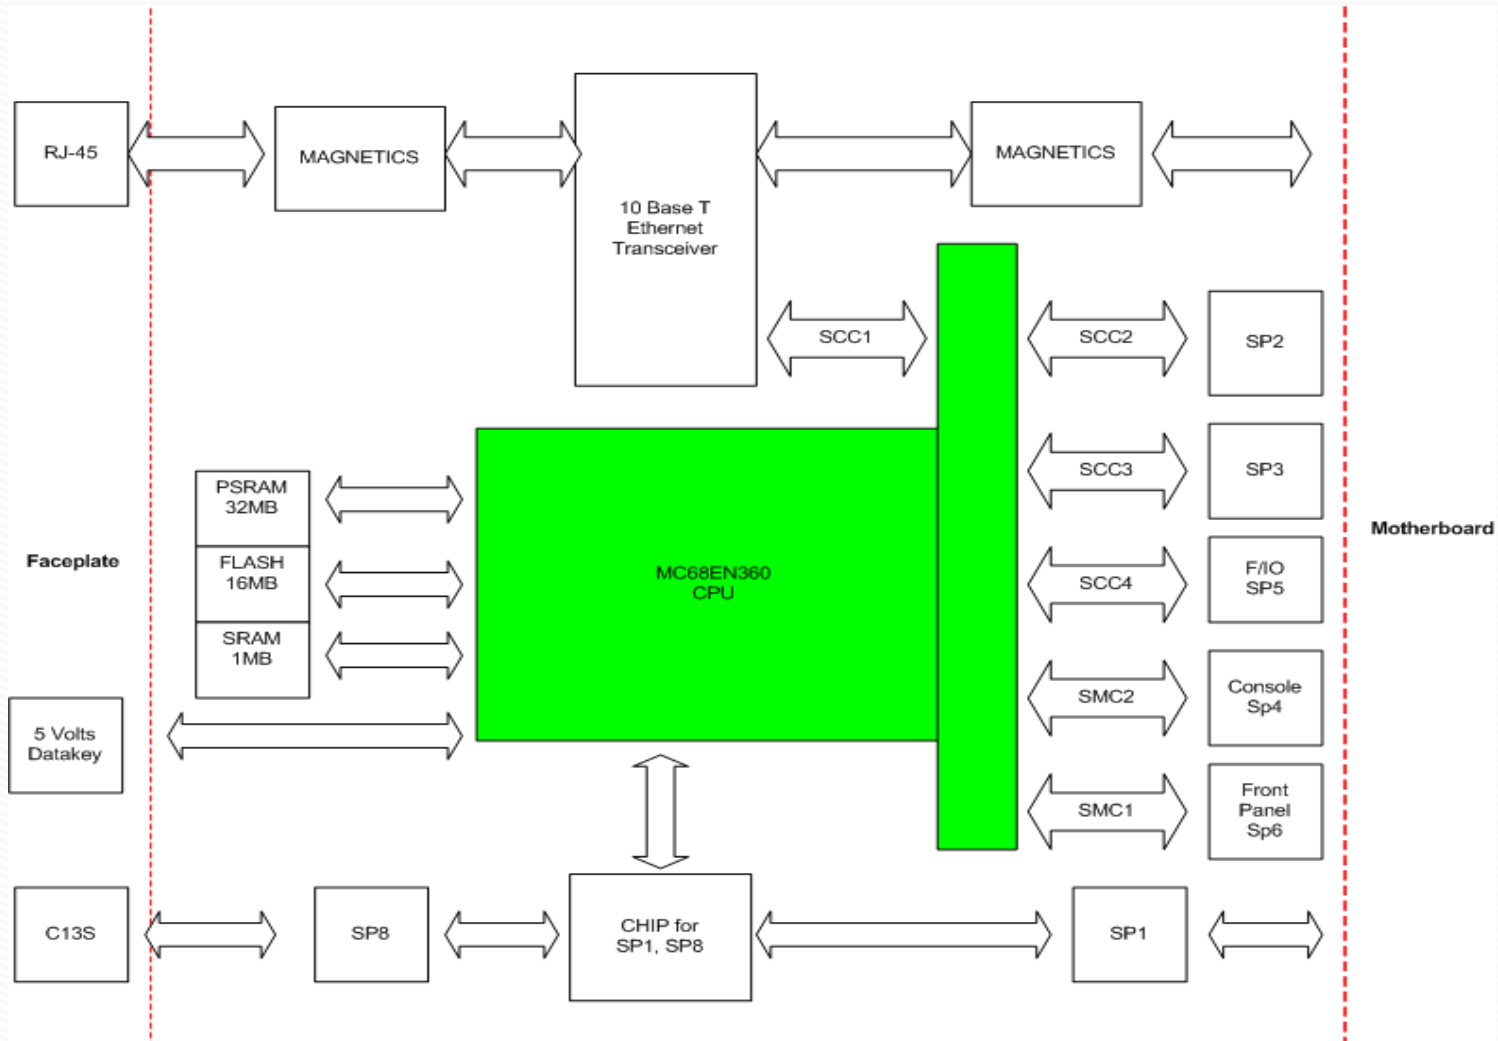 RJ-45
MAGNETICS
10 Base T
Ethernet
Transceiver
MAGNETICS
SCC1
SCC2
SP2
SCC3
SP3
PSRAM
32MB
FLASH
16MB
SRAM
1MB
Faceplate
MC68EN360
CPU
SCC4
F/IO
SP5
Motherboard
SMC2
Console
Sp4
5 Volts
Datakey
SMC1
Front
Panel
Sp6
C13S
SP8
CHIP for
SP1, SP8
SP1